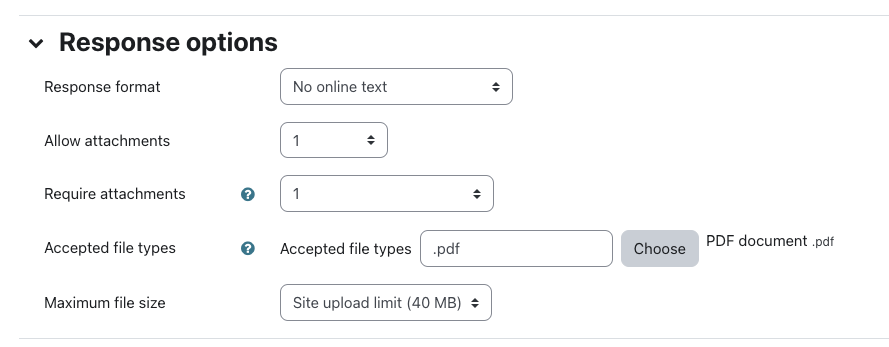 Response options
Response format No online text
Allow attachments 1
Require attachments ? 1
Accepted file types ? Accepted file types .pdf Choose PDF document .pdf
Maximum file size Site upload limit (40 MB)